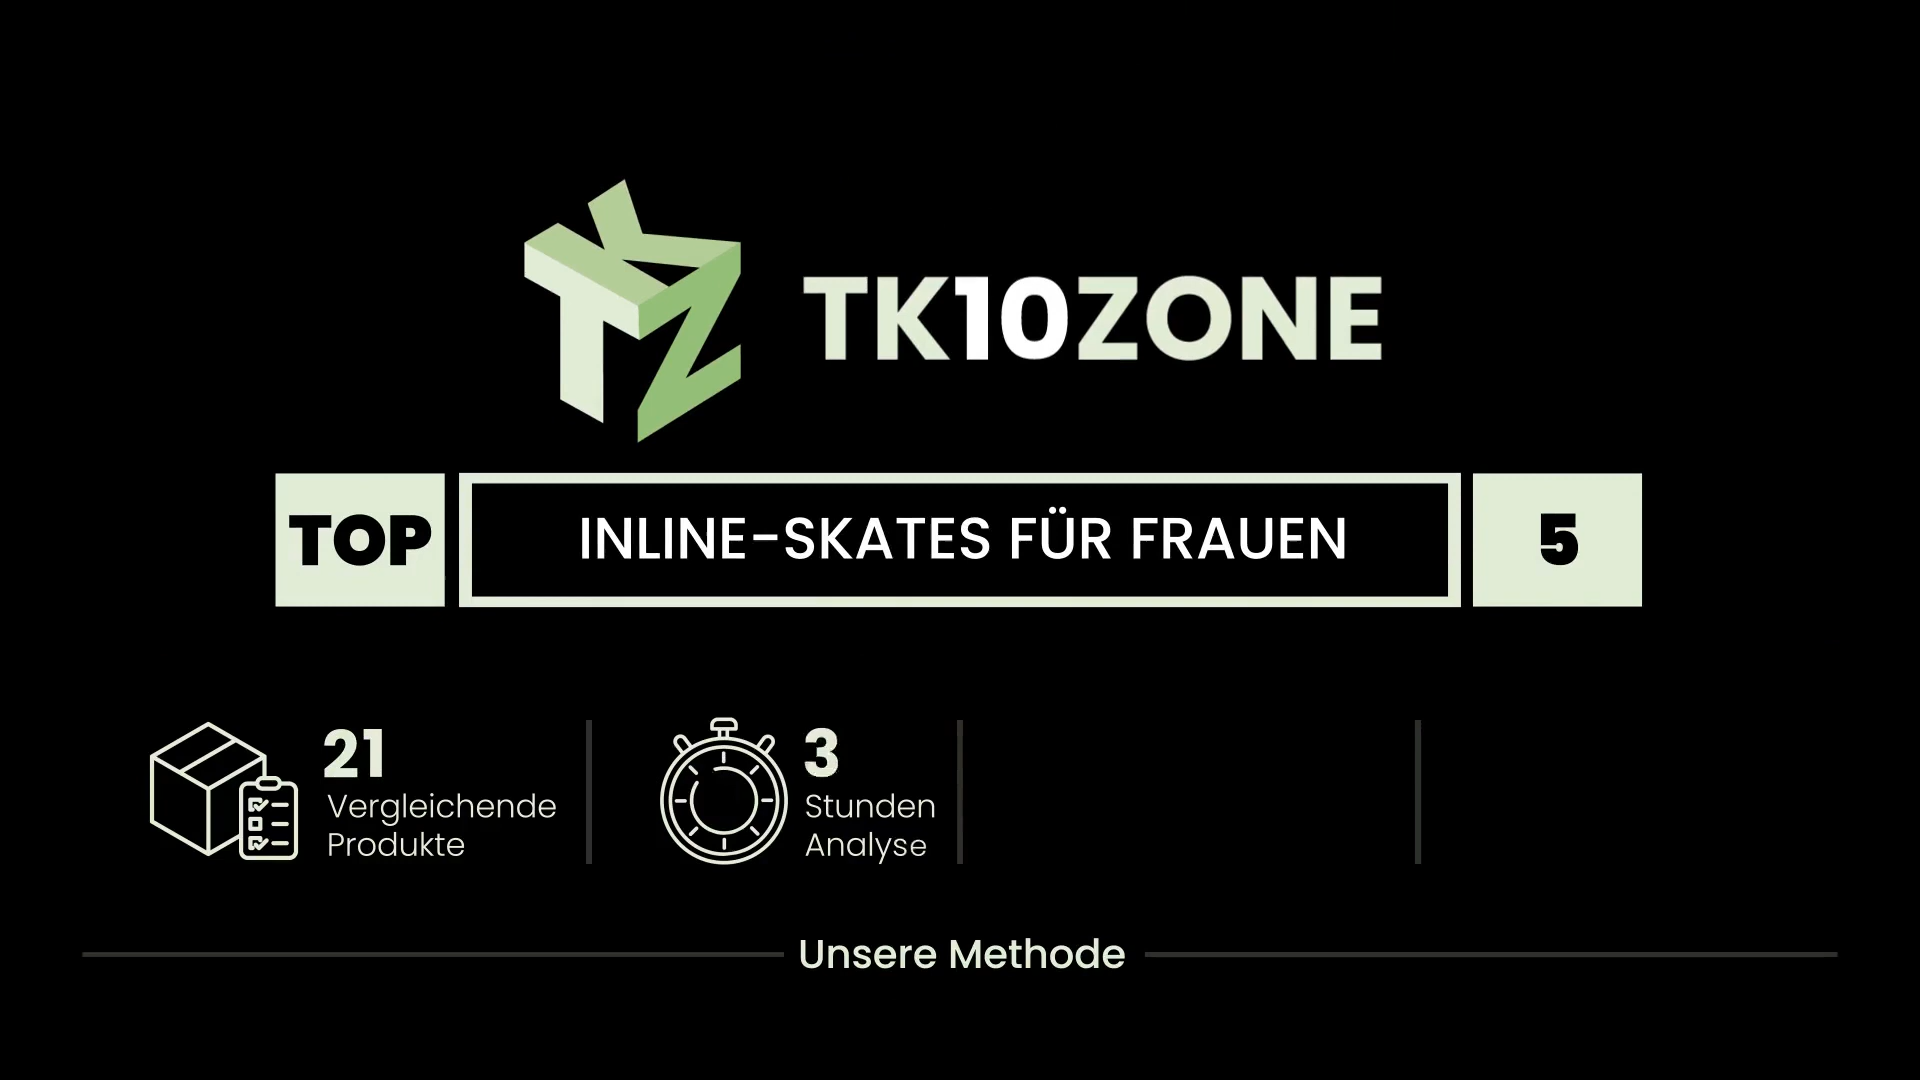 TK10ZONE
TOP
INLINE-SKATES FÜR FRAUEN
5
21
Vergleichende
Produkte
3
Stunden
Analyse
Unsere Methode